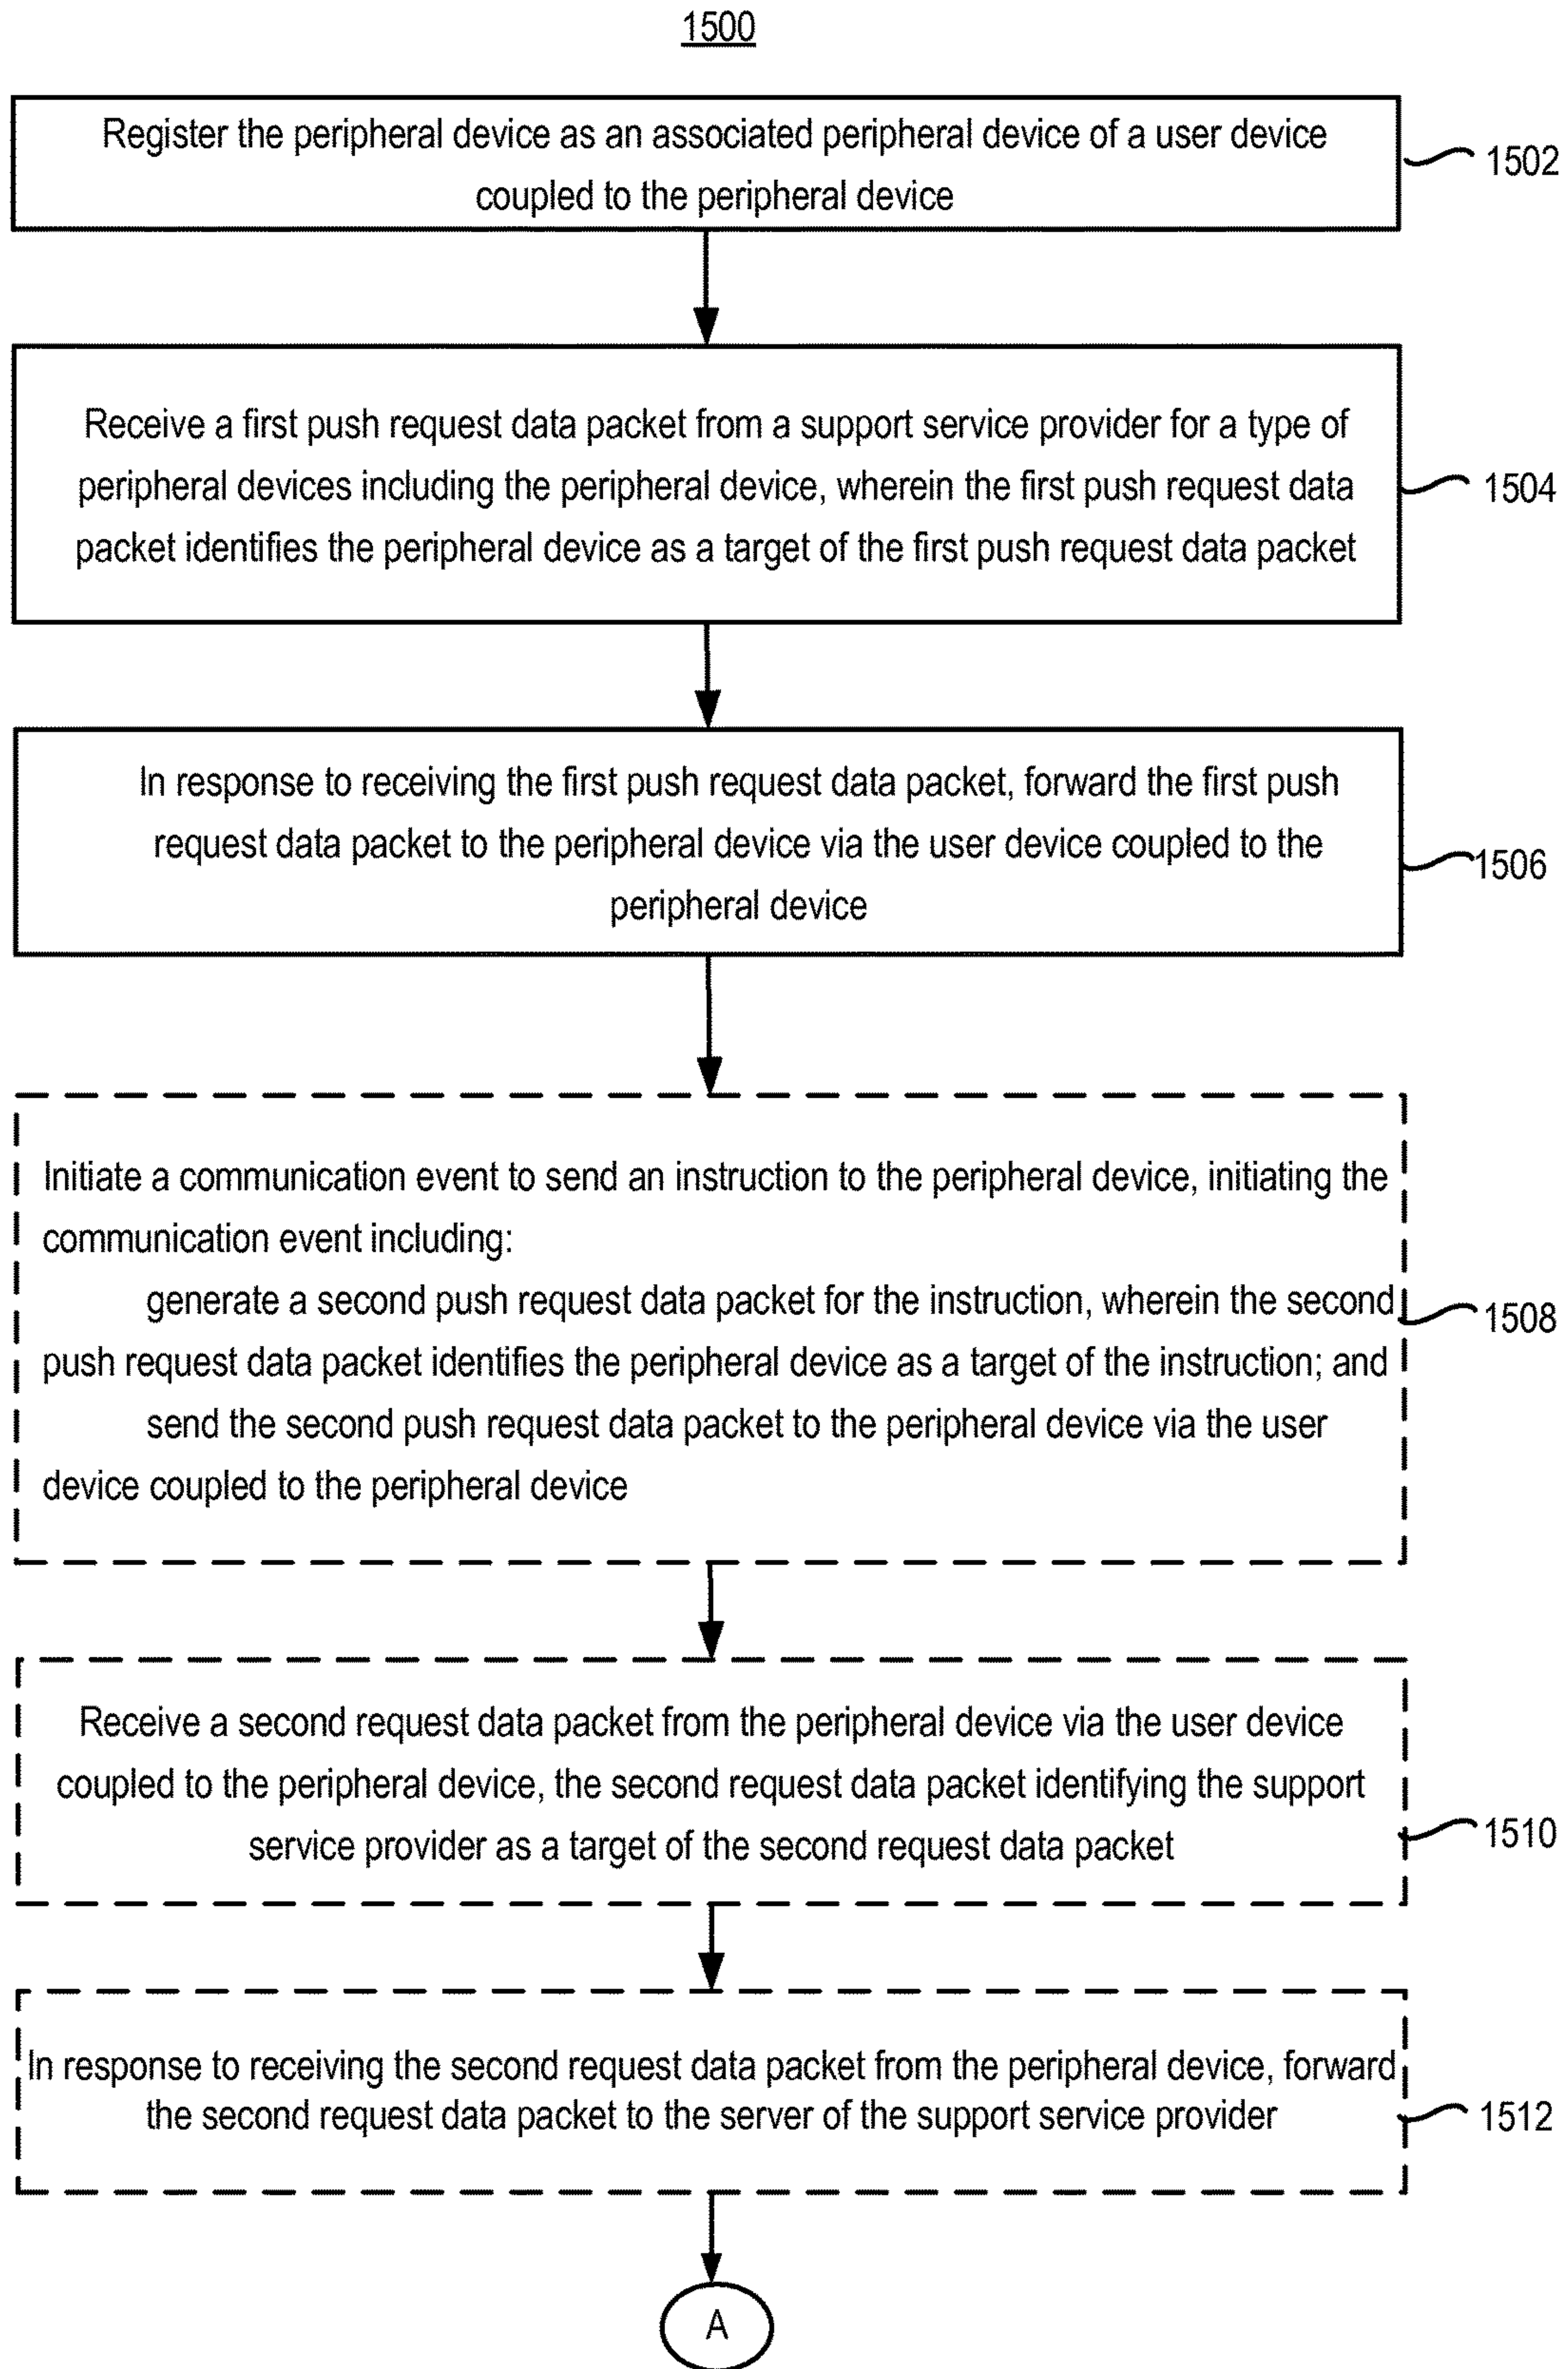 1500
Register the peripheral device as an associated peripheral device of a user device
coupled to the peripheral device
1502
Receive a first push request data packet from a support service provider for a type of
peripheral devices including the peripheral device, wherein the first push request data
packet identifies the peripheral device as a target of the first push request data packet
1504
In response to receiving the first push request data packet, forward the first push
request data packet to the peripheral device via the user device coupled to the
peripheral device
1506
Initiate a communication event to send an instruction to the peripheral device, initiating the
communication event including:
generate a second push request data packet for the instruction, wherein the second
push request data packet identifies the peripheral device as a target of the instruction; and
send the second push request data packet to the peripheral device via the user
device coupled to the peripheral device
1508
Receive a second request data packet from the peripheral device via the user device
coupled to the peripheral device, the second request data packet identifying the support
service provider as a target of the second request data packet
1510
In response to receiving the second request data packet from the peripheral device, forward
the second request data packet to the server of the support service provider
1512
A